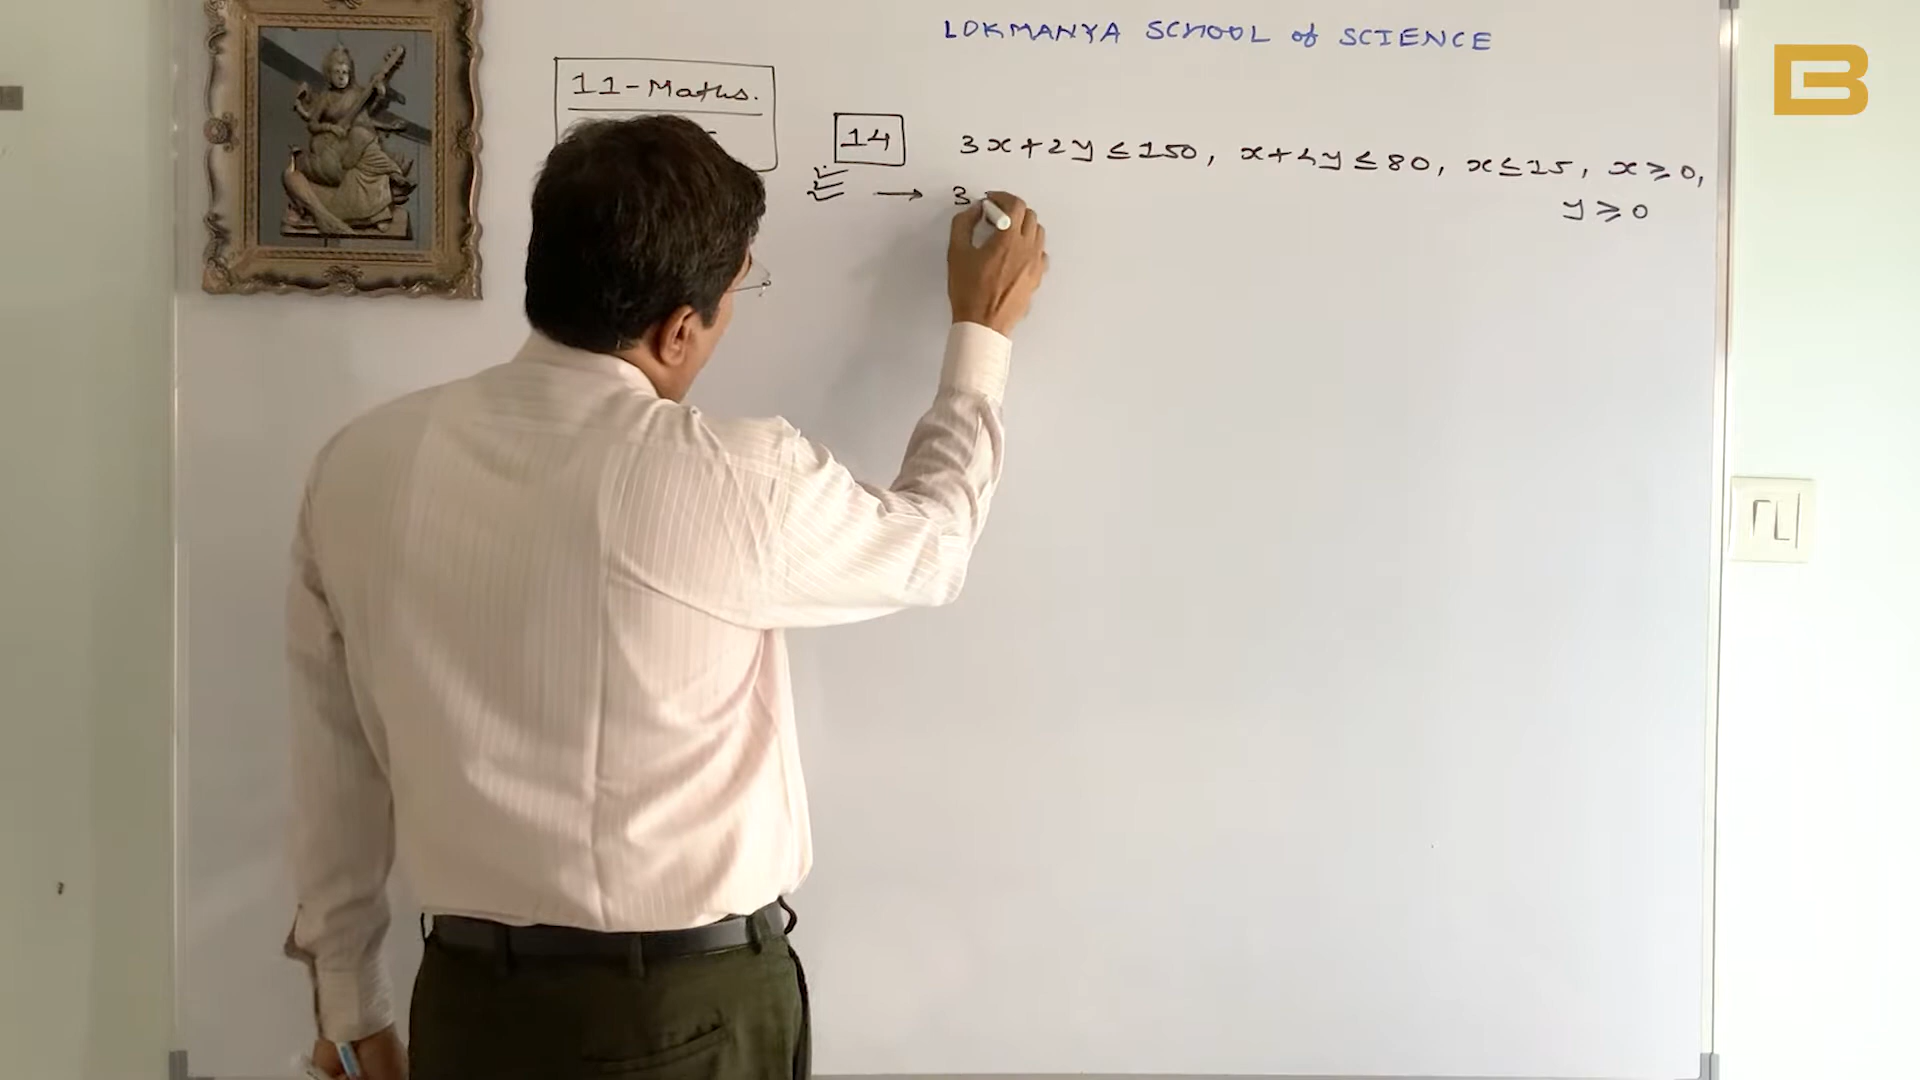 LOKMANYA SCHOOL of SCIENCE
11-Maths.
14
3x+2y≤150, x+4y≤80, x≤15, x≥0,
y≥0
→ 3